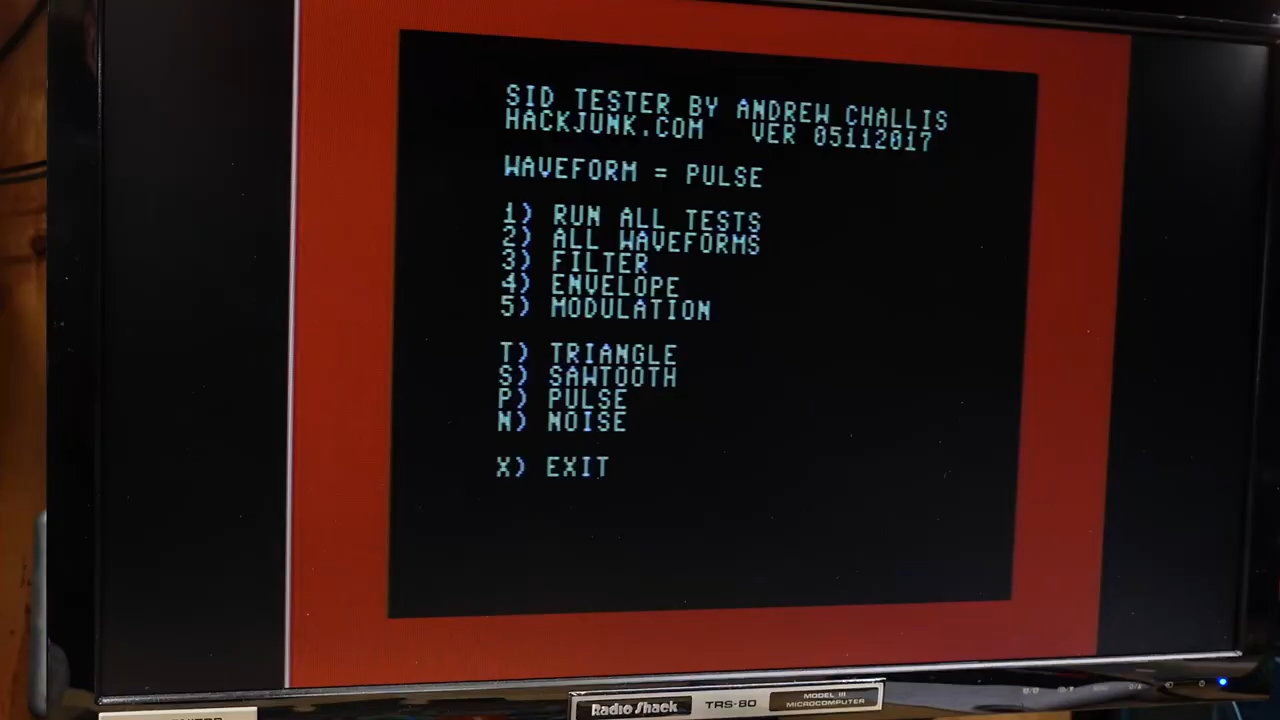 SID TESTER BY ANDREW CHALLIS
HACKJUNK.COM VER 05112017
WAVEFORM = PULSE
1) RUN ALL TESTS
2) ALL WAVEFORMS
3) FILTER
4) ENVELOPE
5) MODULATION
T) TRIANGLE
S) SAWTOOTH
P) PULSE
N) NOISE
X) EXIT
Radio Shack TRS-80 MODEL III MICROCOMPUTER